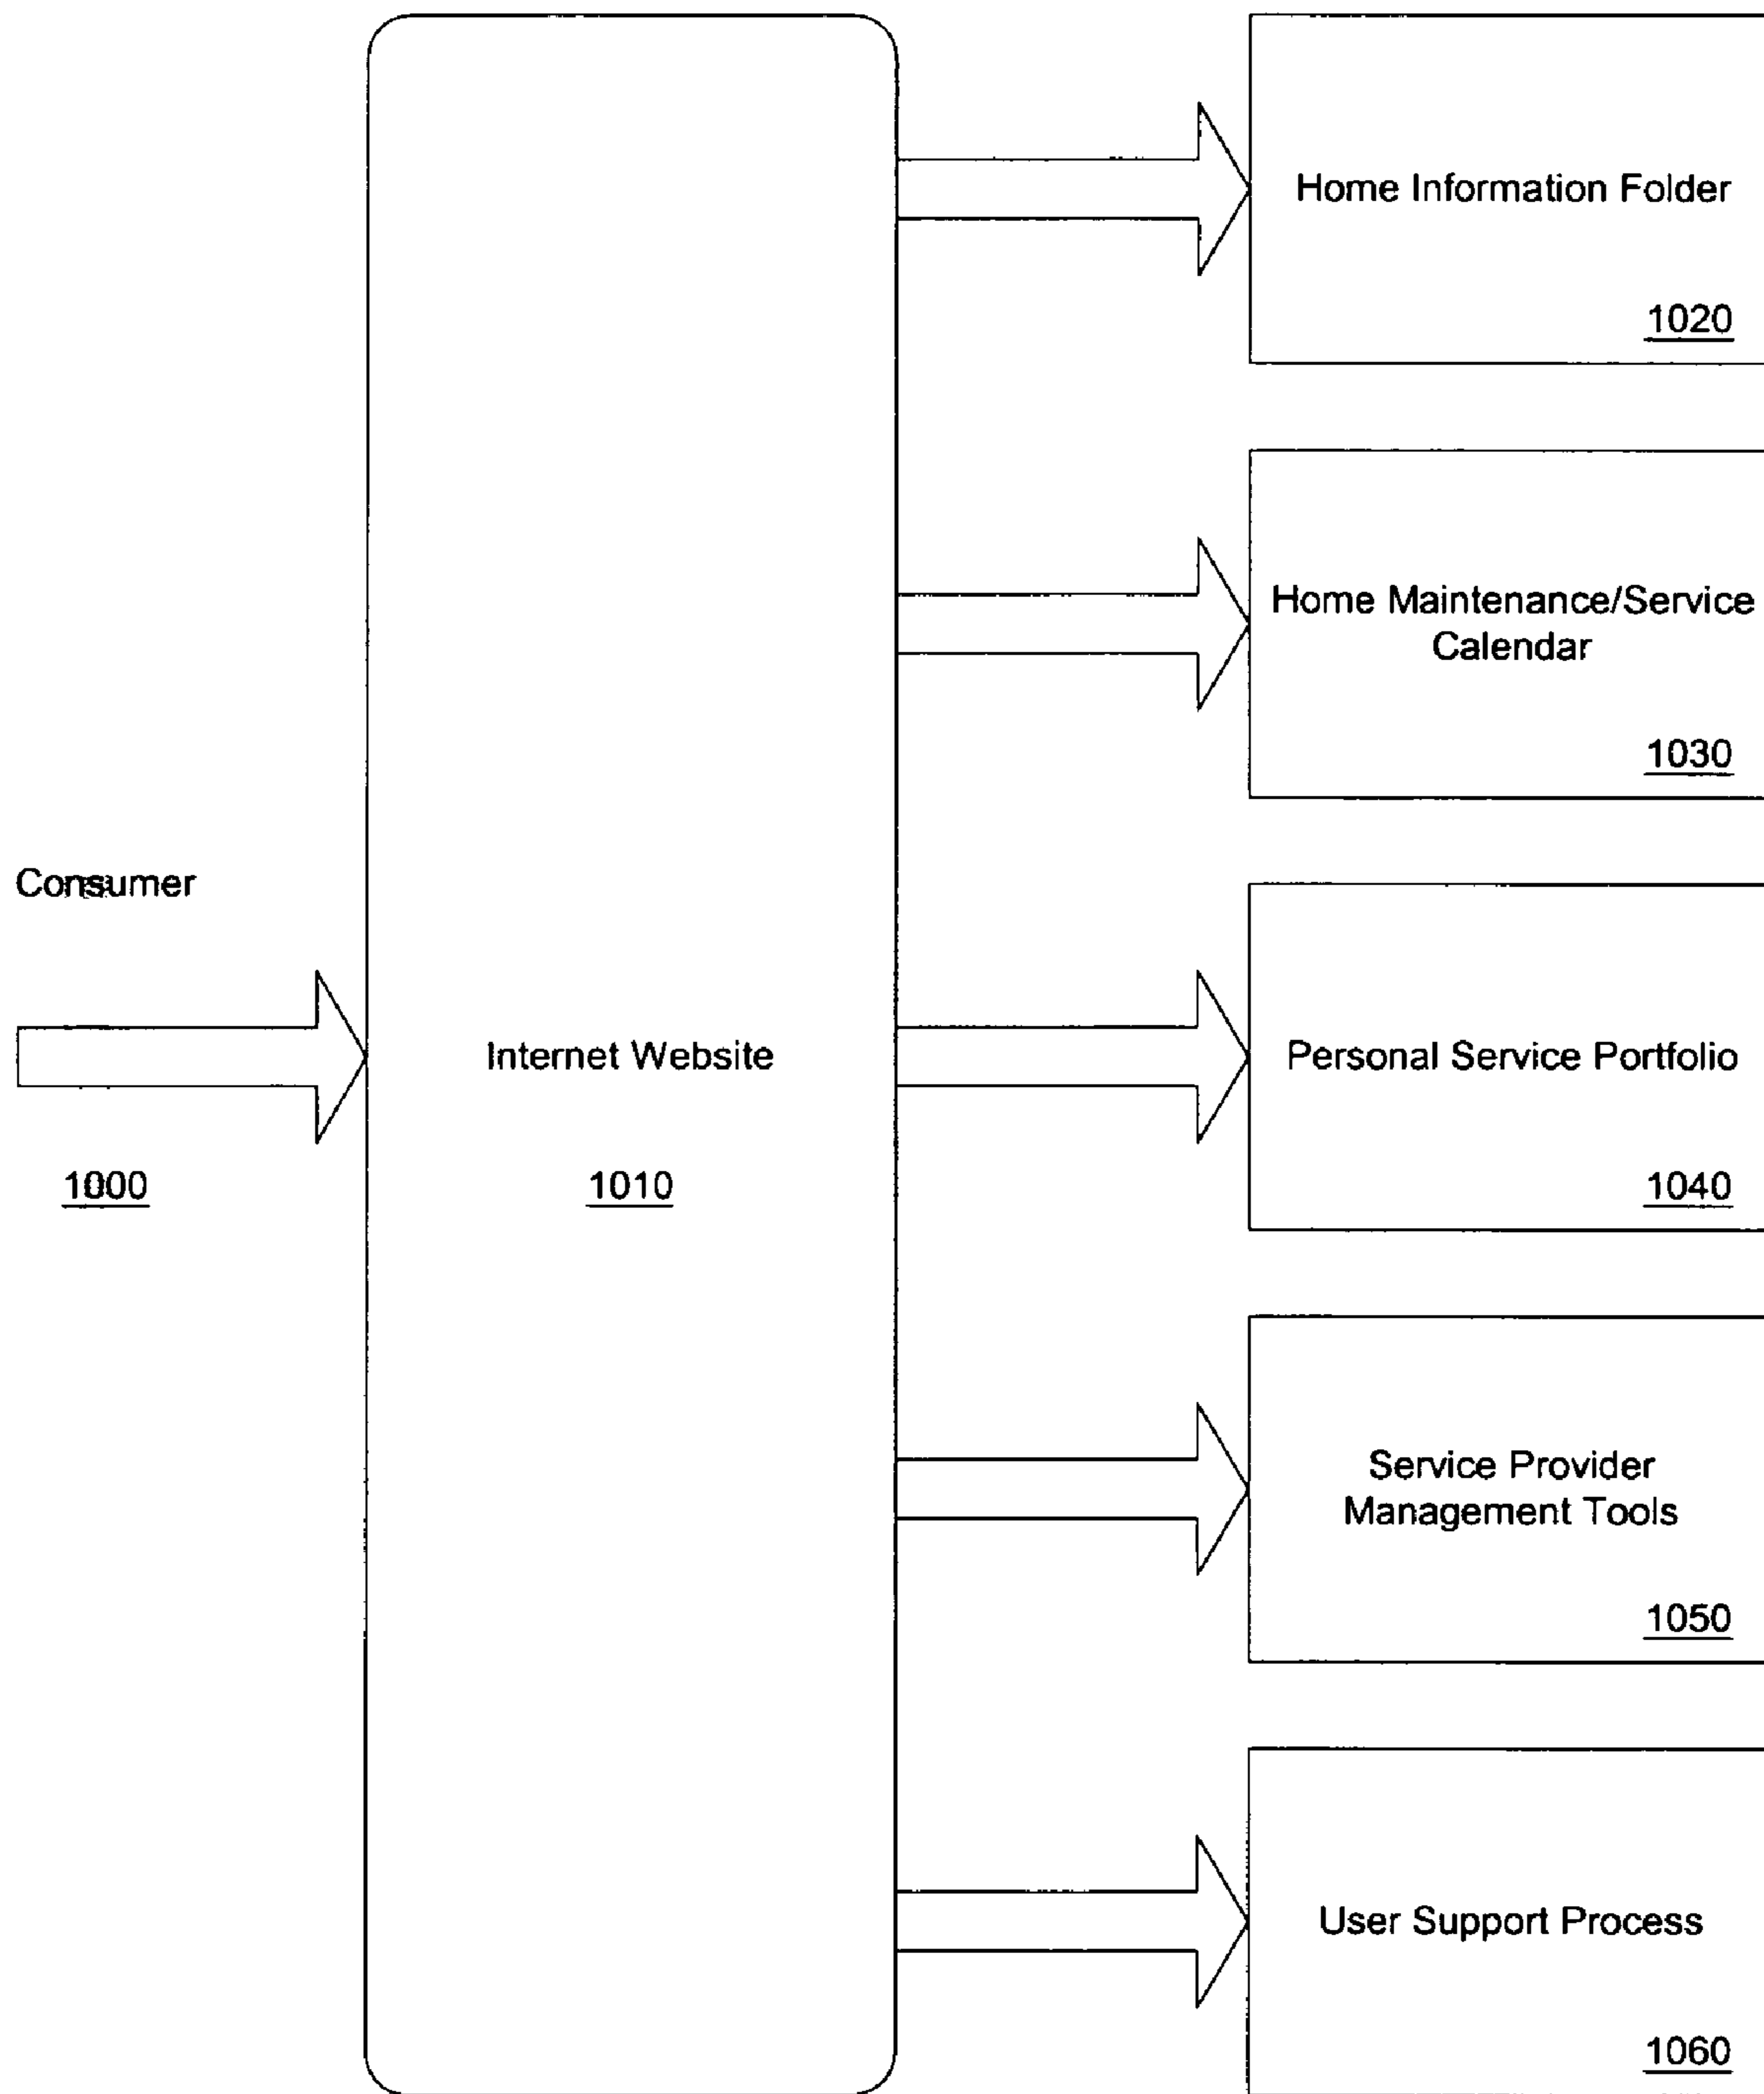 Consumer
1000
Internet Website
1010
Home Information Folder
1020
Home Maintenance/Service
Calendar
1030
Personal Service Portfolio
1040
Service Provider
Management Tools
1050
User Support Process
1060